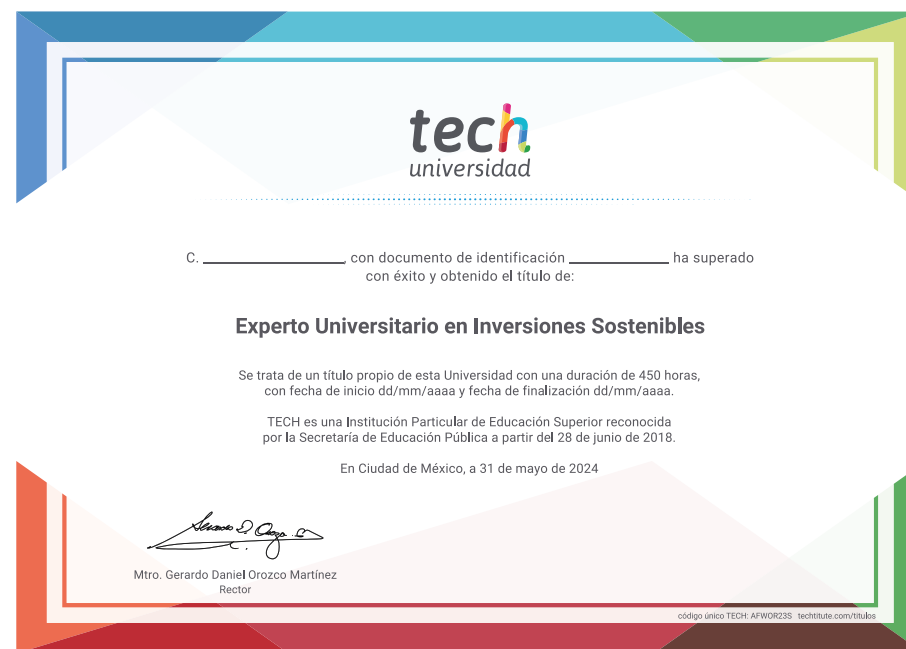 tech
universidad
C. ____________, con documento de identificación ____________ ha superado
con éxito y obtenido el título de:
Experto Universitario en Inversiones Sostenibles
Se trata de un título propio de esta Universidad con una duración de 450 horas,
con fecha de inicio dd/mm/aaaa y fecha de finalización dd/mm/aaaa.
TECH es una Institución Particular de Educación Superior reconocida
por la Secretaría de Educación Pública a partir del 28 de junio de 2018.
En Ciudad de México, a 31 de mayo de 2024
Mtro. Gerardo Daniel Orozco Martínez
Rector
código único TECH: AFWOR23S techtitute.com/titulos